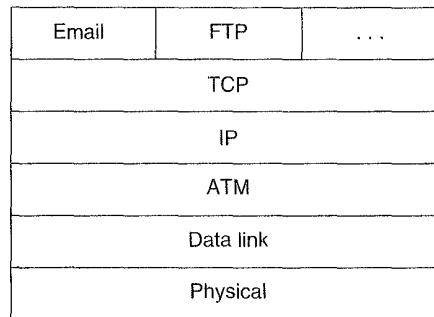 Email FTP . . .
TCP
IP
ATM
Data link
Physical